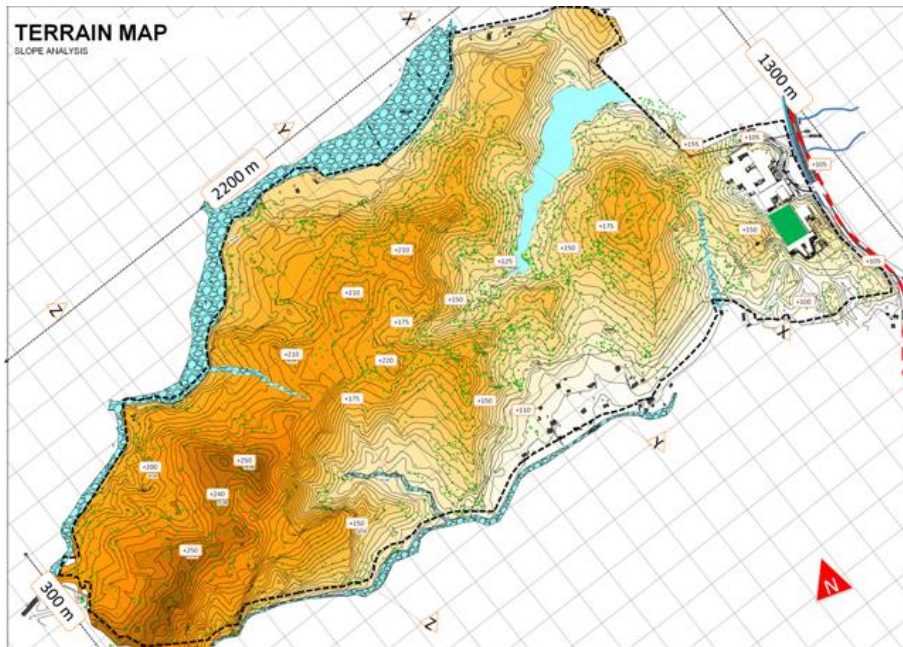 TERRAIN MAP
SLOPE ANALYSIS
X
1300 m
Y
2200 m
+105
+155
+105
+175
+150
+210
+150
+125
+105
Z
+210
+150
+100
+175
X
+210
+220
+175
+150
+110
Y
+250
+200
+240
+150
+250
N
300 m
Z